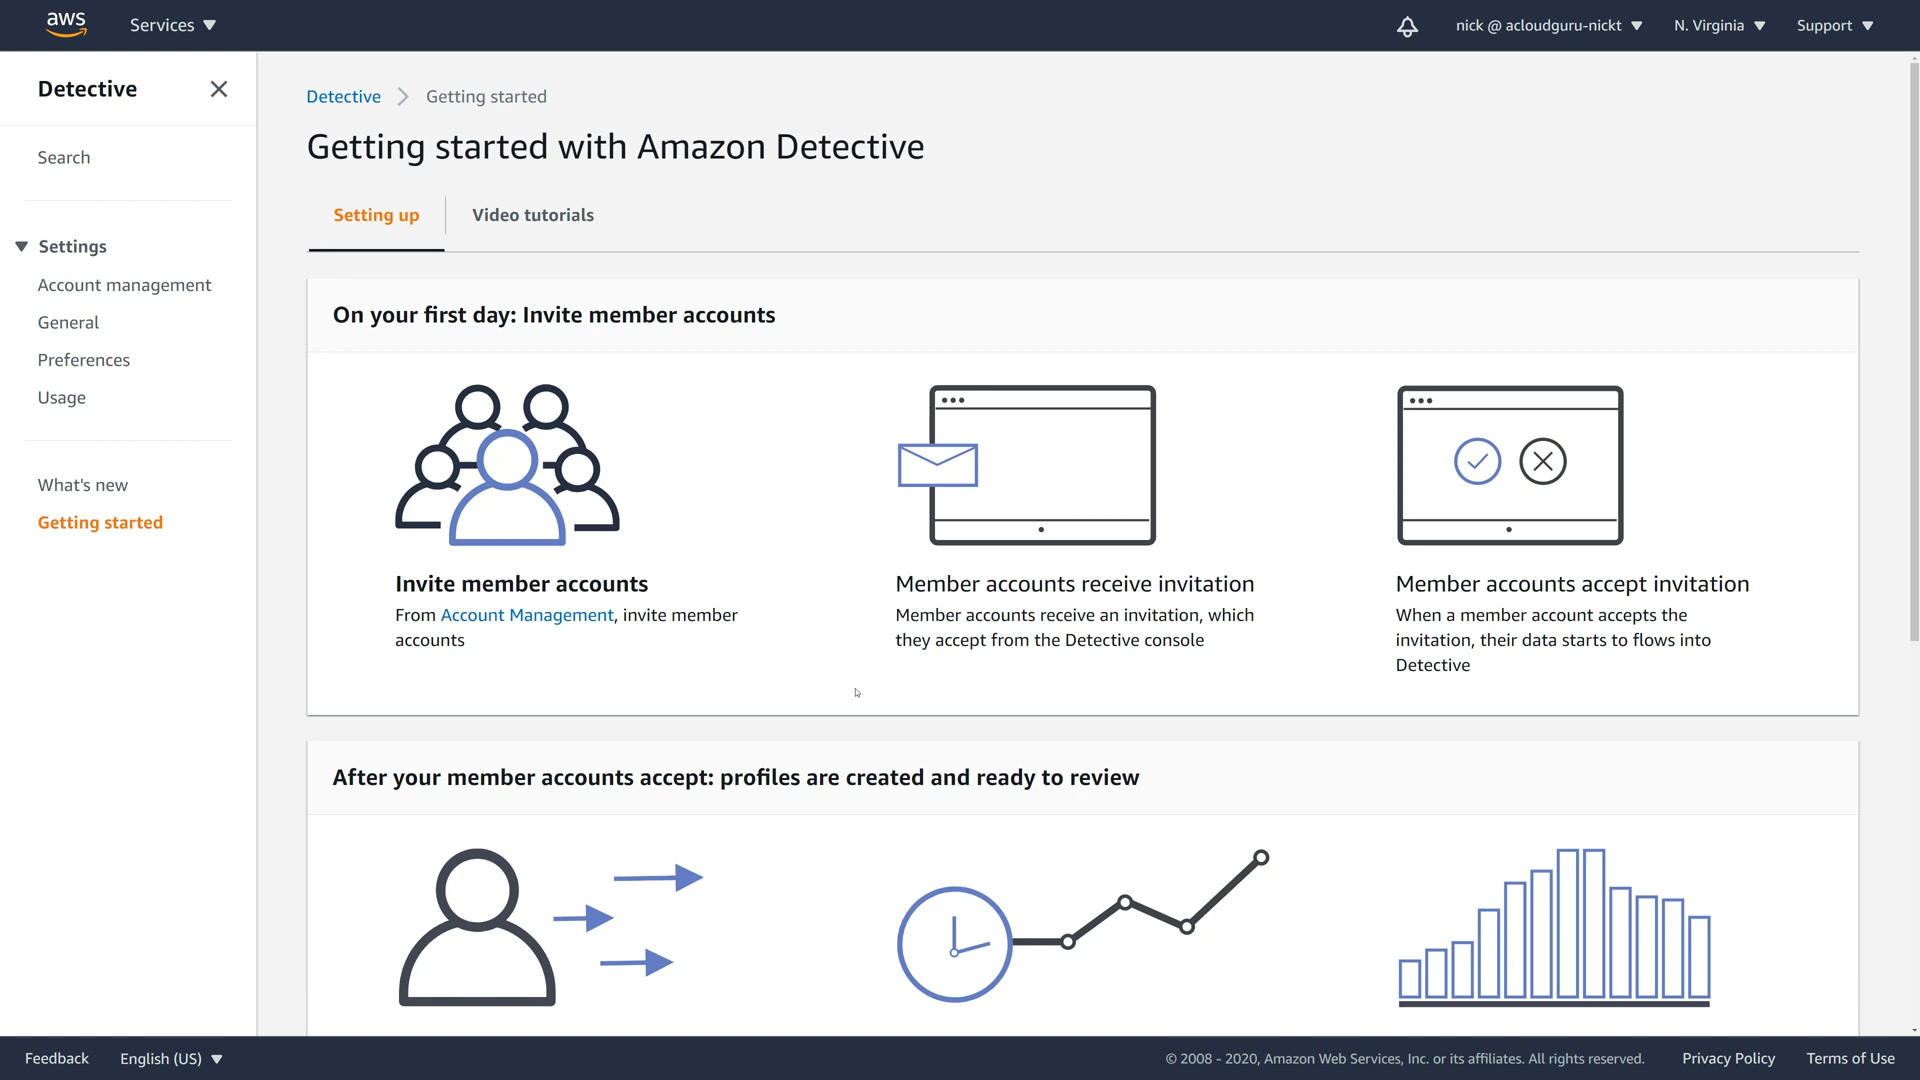 aws
Services
nick @ acloudguru-nickt
N. Virginia
Support
Detective
Search
Settings
Account management
General
Preferences
Usage
What's new
Getting started
Detective
Getting started
Getting started with Amazon Detective
Setting up
Video tutorials
On your first day: Invite member accounts
Invite member accounts
From Account Management, invite member
accounts
Member accounts receive invitation
Member accounts receive an invitation, which
they accept from the Detective console
Member accounts accept invitation
When a member account accepts the
invitation, their data starts to flows into
Detective
After your member accounts accept: profiles are created and ready to review
Feedback
English (US)
© 2008 - 2020, Amazon Web Services, Inc. or its affiliates. All rights reserved.
Privacy Policy
Terms of Use